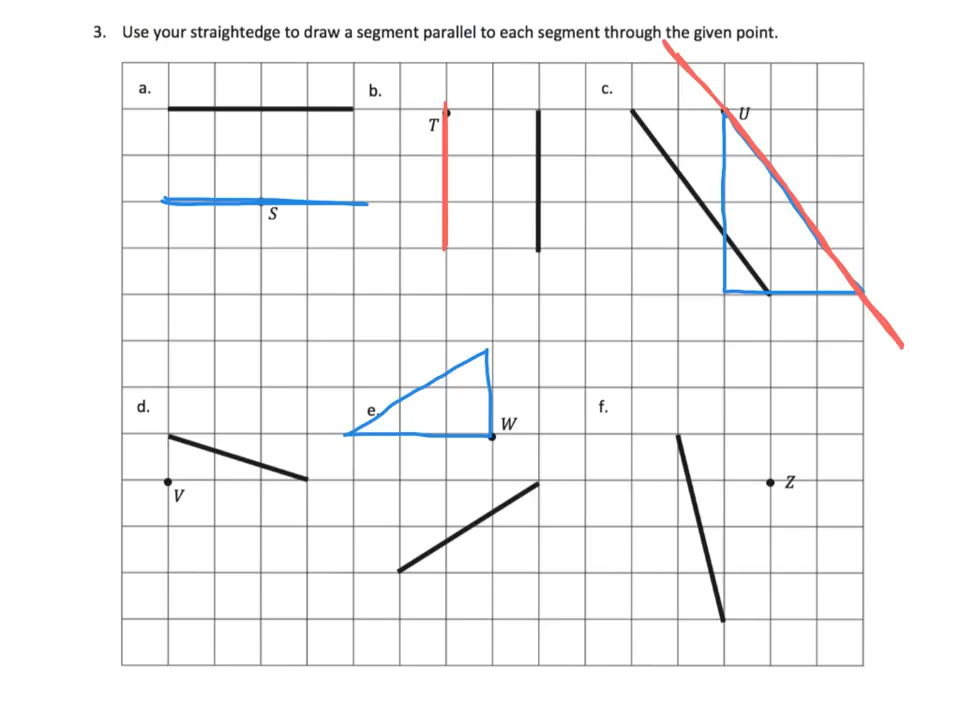 3. Use your straightedge to draw a segment parallel to each segment through the given point.
a. b. c.
T U
S
d. e. f.
W
V Z